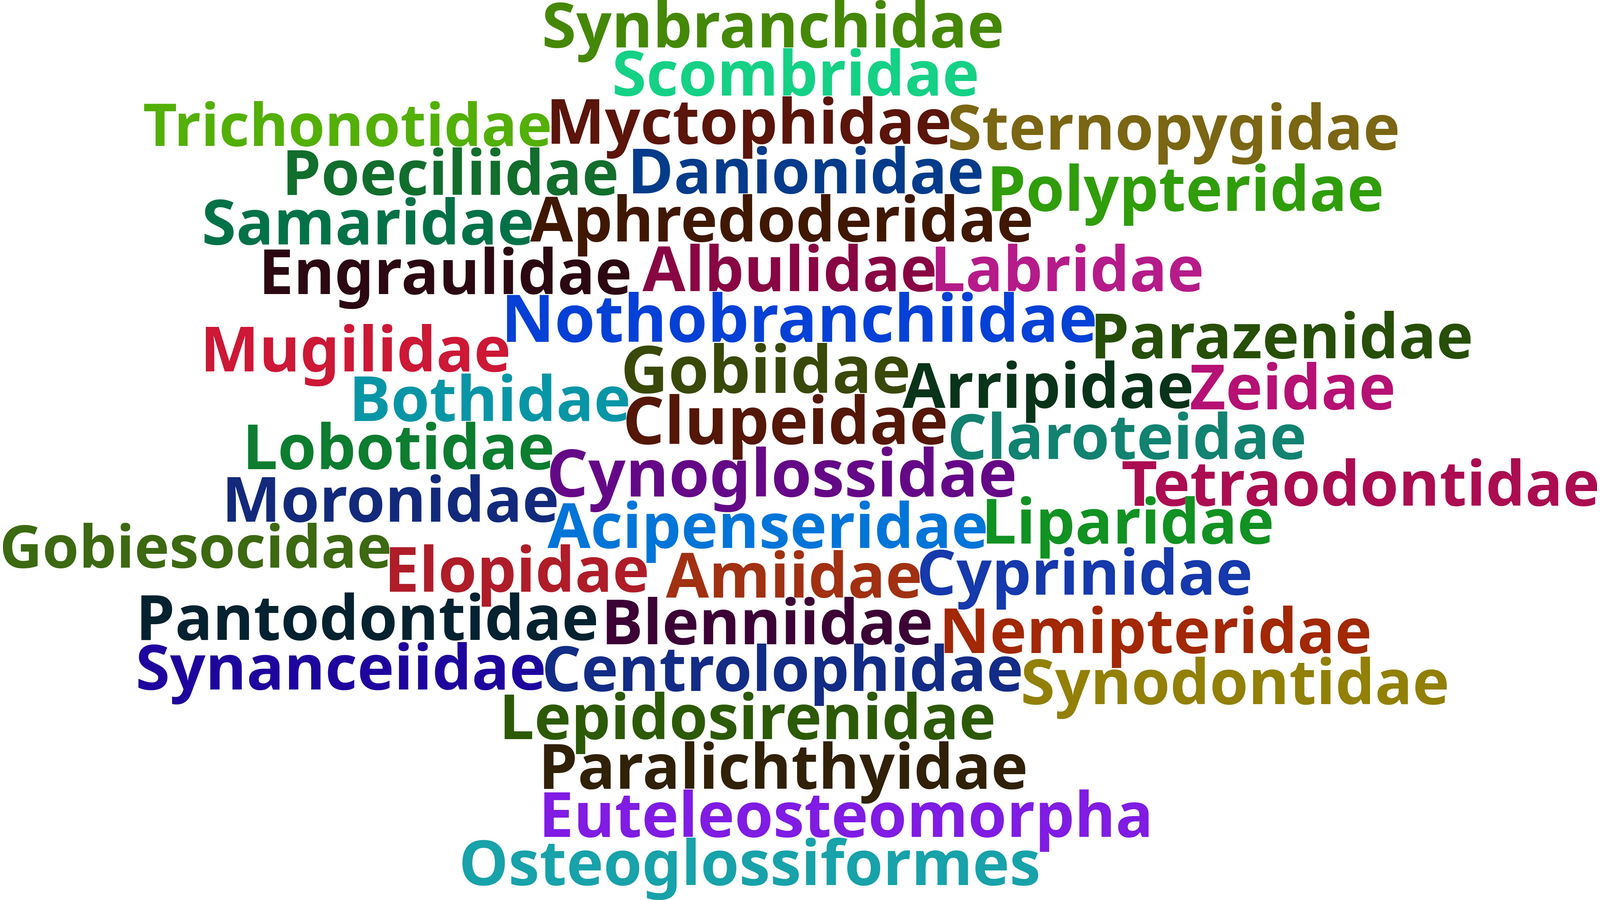 Synbranchidae
Scombridae
Trichonotidae Myctophidae Sternopygidae
Poeciliidae Danionidae Polypteridae
Samaridae Aphredoderidae
Engraulidae Albulidae Labridae
Nothobranchiidae Parazenidae
Mugilidae Gobiidae Arripidae Zeidae
Bothidae Clupeidae Claroteidae
Lobotidae Cynoglossidae Tetraodontidae
Moronidae Acipenseridae Liparidae
Gobiesocidae Elopidae Amiidae Cyprinidae
Pantodontidae Blenniidae Nemipteridae
Synanceiidae Centrolophidae Synodontidae
Lepidosirenidae
Paralichthyidae
Euteleosteomorpha
Osteoglossiformes